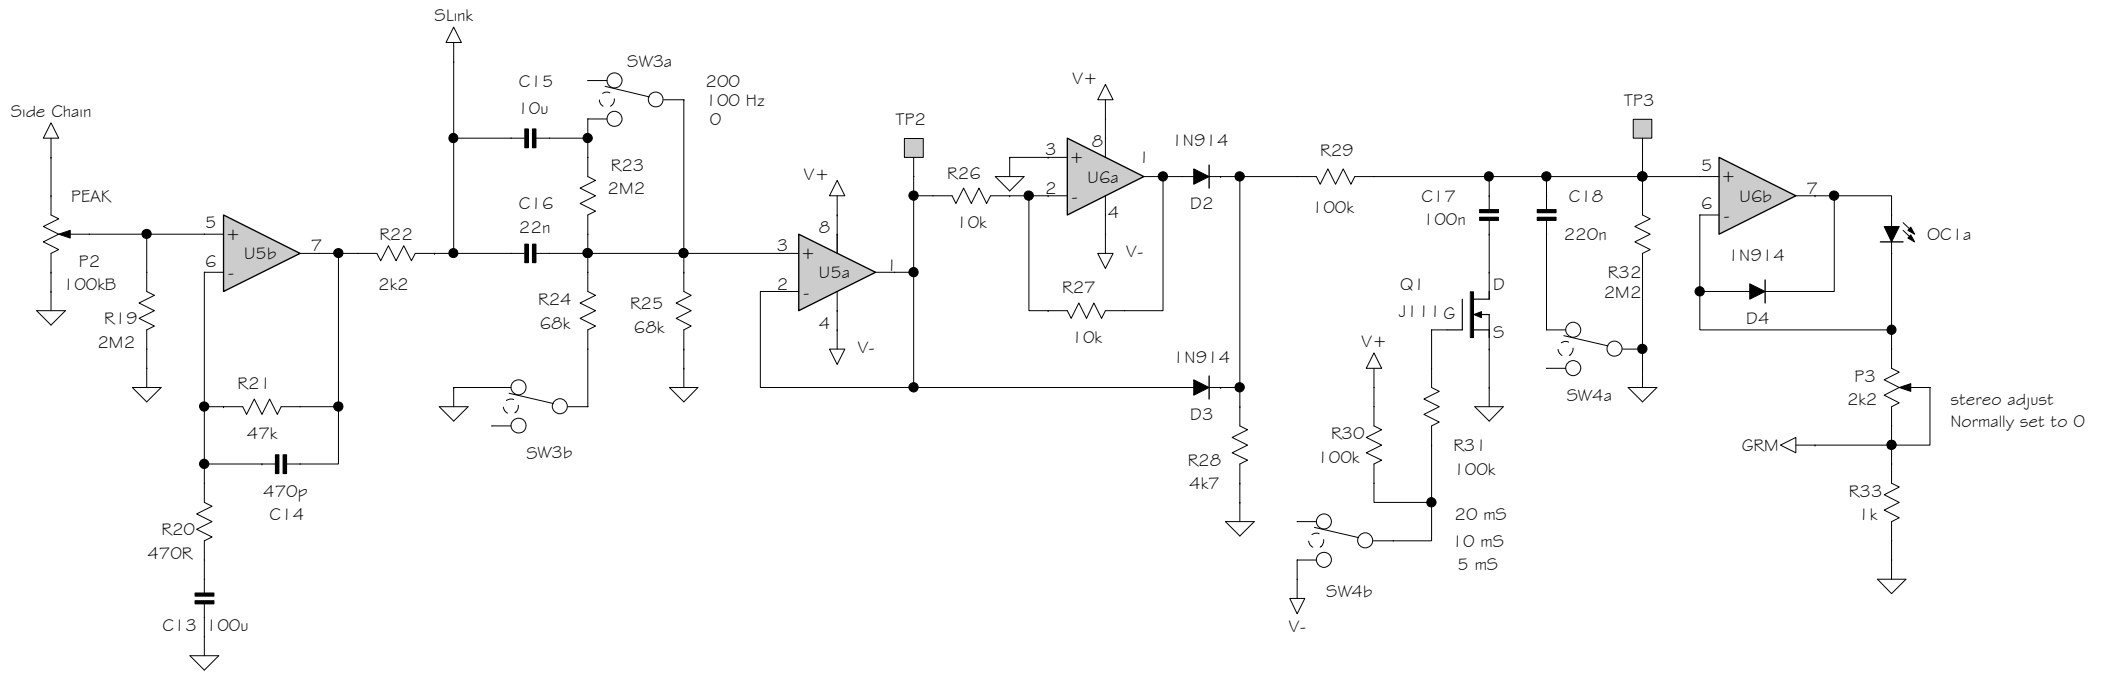 SLink
Side Chain
PEAK
P2
100kB
R19
2M2
5
+
6
-
U5b
7
R21
47k
470p
C14
R20
470R
C13
100u
R22
2k2
C15
10u
C16
22n
SW3a
200
100 Hz
0
R23
2M2
R24
68k
R25
68k
SW3b
V+
8
3
+
U5a
2
-
1
4
V-
TP2
R26
10k
V+
8
3
+
U6a
2
-
1
4
V-
R27
10k
1N914
D2
1N914
D3
R28
4k7
R29
100k
C17
100n
C18
220n
Q1
J111
G
D
S
V+
R30
100k
R31
100k
20 mS
10 mS
5 mS
SW4b
V-
TP3
R32
2M2
SW4a
5
+
U6b
6
-
7
1N914
D4
OC1a
P3
2k2
stereo adjust
Normally set to 0
GRM
R33
1k